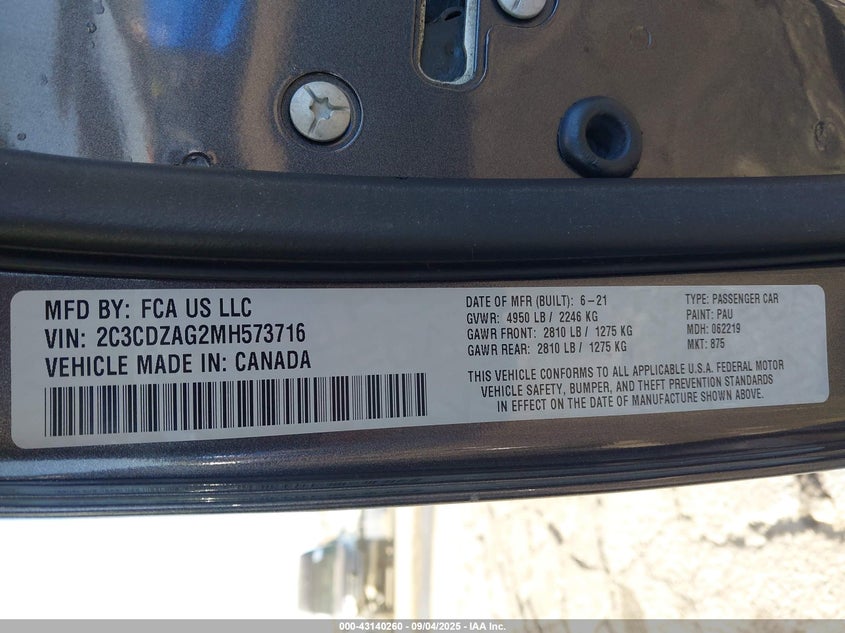 MFD BY: FCA US LLC
VIN: 2C3CDZAG2MH573716
VEHICLE MADE IN: CANADA
DATE OF MFR (BUILT): 6-21
GVWR: 4950 LB / 2246 KG
GAWR FRONT: 2810 LB / 1275 KG
GAWR REAR: 2810 LB / 1275 KG
TYPE: PASSENGER CAR
PAINT: PAU
MDH: 062219
MKT: 875
THIS VEHICLE CONFORMS TO ALL APPLICABLE U.S.A. FEDERAL MOTOR
VEHICLE SAFETY, BUMPER, AND THEFT PREVENTION STANDARDS
IN EFFECT ON THE DATE OF MANUFACTURE SHOWN ABOVE.
000-43140260 - 09/04/2025 - IAA Inc.